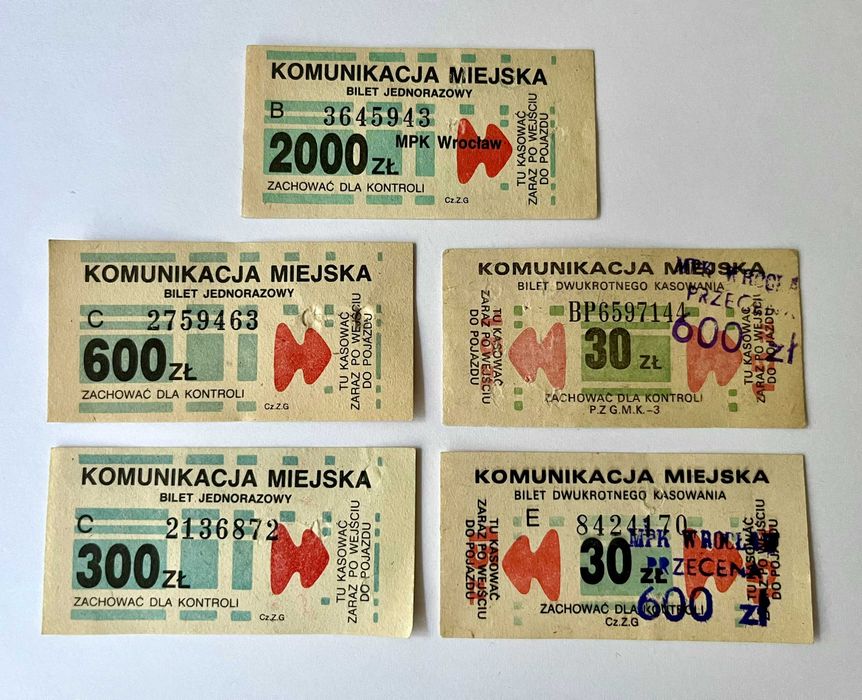 KOMUNIKACJA MIEJSKA
BILET JEDNORAZOWY
B 3645943
MPK Wrocław
2000 ZŁ
ZACHOWAĆ DLA KONTROLI
Cz.Z.G
TU KASOWAĆ
ZARAZ PO WEJŚCIU
DO POJAZDU
KOMUNIKACJA MIEJSKA
BILET JEDNORAZOWY
C 2759463
600 ZŁ
ZACHOWAĆ DLA KONTROLI
Cz.Z.G
TU KASOWAĆ
ZARAZ PO WEJŚCIU
DO POJAZDU
KOMUNIKACJA MIEJSKA
BILET DWUKROTNEGO KASOWANIA
BP6597144
30 ZŁ
ZACHOWAĆ DLA KONTROLI
P.Z.G.M.K.-3
TU KASOWAĆ
ZARAZ PO WEJŚCIU
DO POJAZDU
TU KASOWAĆ
ZARAZ PO WEJŚCIU
DO POJAZDU
MPK
600 zł
KOMUNIKACJA MIEJSKA
BILET JEDNORAZOWY
C 2136872
300 ZŁ
ZACHOWAĆ DLA KONTROLI
Cz.Z.G
TU KASOWAĆ
ZARAZ PO WEJŚCIU
DO POJAZDU
KOMUNIKACJA MIEJSKA
BILET DWUKROTNEGO KASOWANIA
E 8424170
30 ZŁ
ZACHOWAĆ DLA KONTROLI
Cz.Z.G
TU KASOWAĆ
ZARAZ PO WEJŚCIU
DO POJAZDU
TU KASOWAĆ
ZARAZ PO WEJŚCIU
DO POJAZDU
MPK WROCŁAW
PRZECENA
600 zł